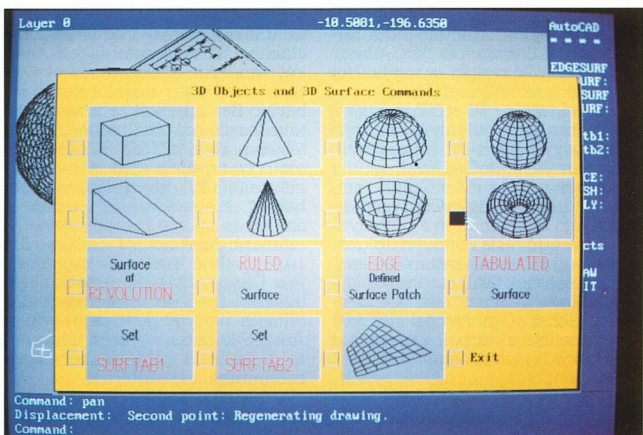 Layer 0
-10.5081,-196.6350
AutoCAD
* * * *
EDGESURF
URF:
SURF
URF:
tb1:
tb2:
CE:
SH:
LY:
cts
AW
IT
3D Objects and 3D Surface Commands
Surface
of
REVOLUTION
RULED
Surface
EDGE
Defined
Surface Patch
TABULATED
Surface
Set
SURFTAB1
Set
SURFTAB2
Exit
Command: pan
Displacement:  Second point: Regenerating drawing.
Command: